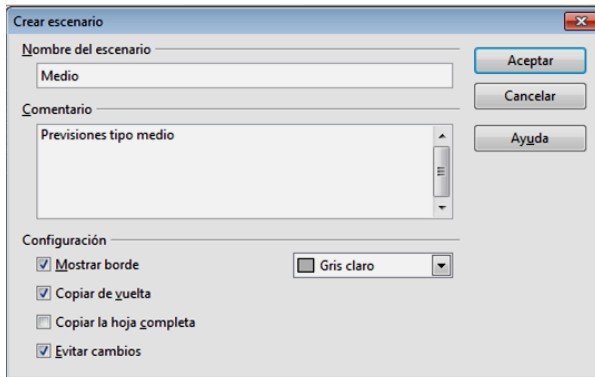 Crear escenario
Nombre del escenario
Medio
Aceptar
Cancelar
Comentario
Previsiones tipo medio
Ayuda
Configuración
Mostrar borde
Gris claro
Copiar de vuelta
Copiar la hoja completa
Evitar cambios